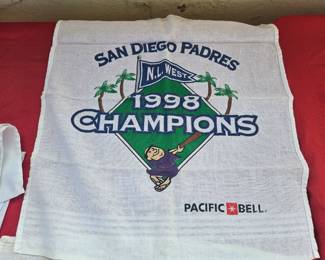 SAN DIEGO PADRES
N.L. WEST
1998
CHAMPIONS
PACIFIC BELL.